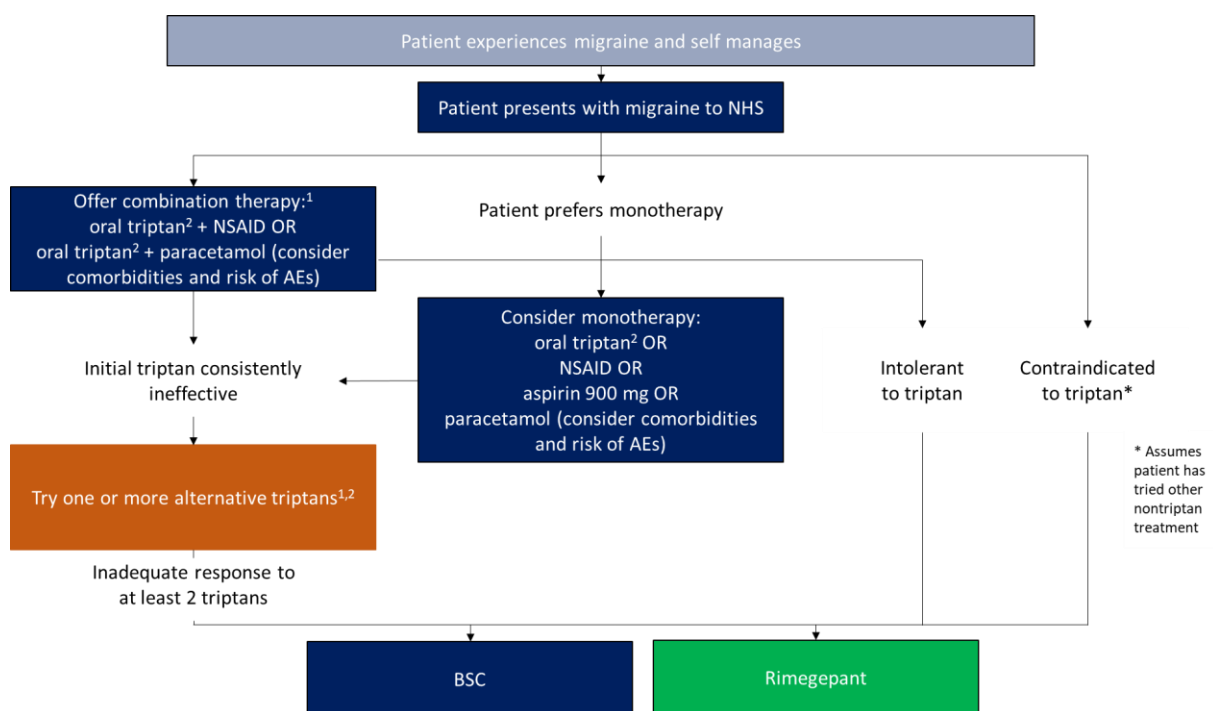 Patient experiences migraine and self manages
Patient presents with migraine to NHS
Offer combination therapy:¹
oral triptan² + NSAID OR
oral triptan² + paracetamol (consider
comorbidities and risk of AEs)
Patient prefers monotherapy
Consider monotherapy:
oral triptan² OR
NSAID OR
aspirin 900 mg OR
paracetamol (consider comorbidities
and risk of AEs)
Initial triptan consistently
ineffective
Intolerant
to triptan
Contraindicated
to triptan*
* Assumes
patient has
tried other
nontriptan
treatment
Try one or more alternative triptans¹,²
Inadequate response to
at least 2 triptans
BSC
Rimegepant